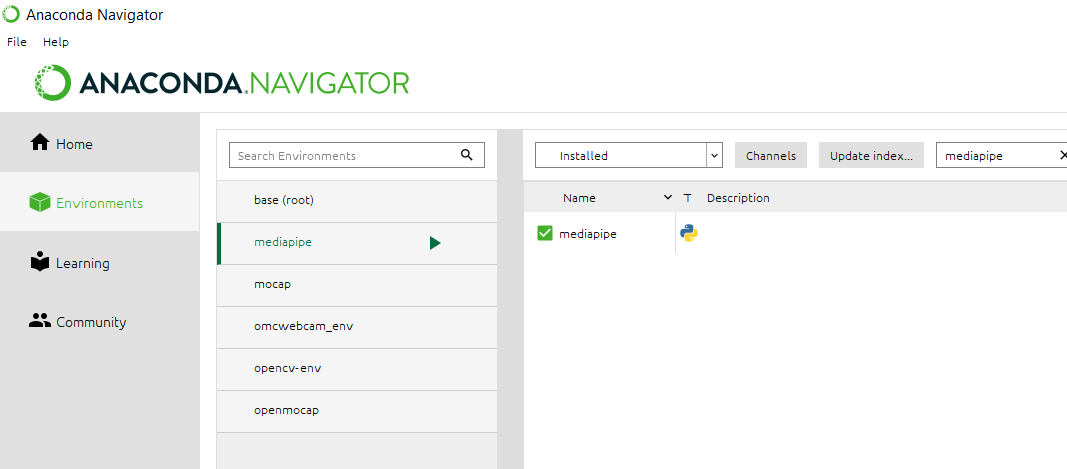 Anaconda Navigator
File Help
ANACONDA.NAVIGATOR
Home
Environments
Learning
Community
Search Environments
base (root)
mediapipe
mocap
omcwebcam_env
opencv-env
openmocap
Installed Channels Update index... mediapipe
Name T Description
mediapipe